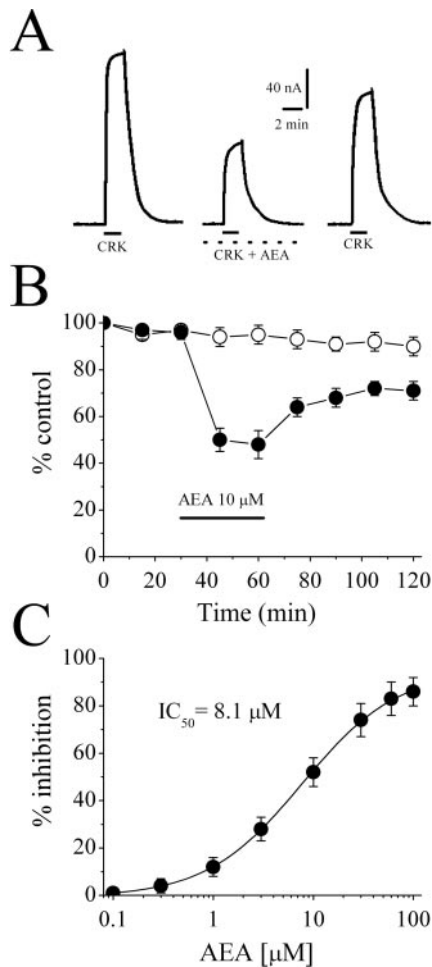 A
40 nA
2 min
CRK
CRK + AEA
CRK
B
100
80
60
40
20
0
% control
AEA 10 μM
0 20 40 60 80 100 120
Time (min)
C
100
80
60
40
20
0
% inhibition
IC50 = 8.1 μM
0.1 1 10 100
AEA [μM]